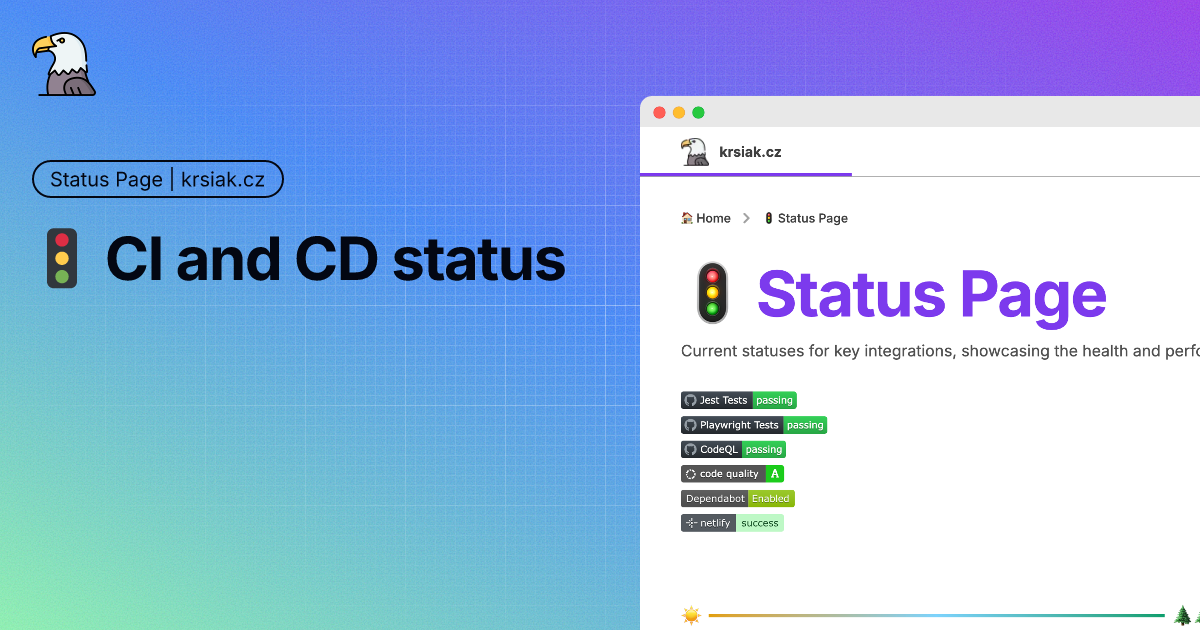 Status Page | krsiak.cz
CI and CD status
krsiak.cz
Home > Status Page
Status Page
Current statuses for key integrations, showcasing the health and perfo
Jest Tests passing
Playwright Tests passing
CodeQL passing
code quality A
Dependabot Enabled
netlify success